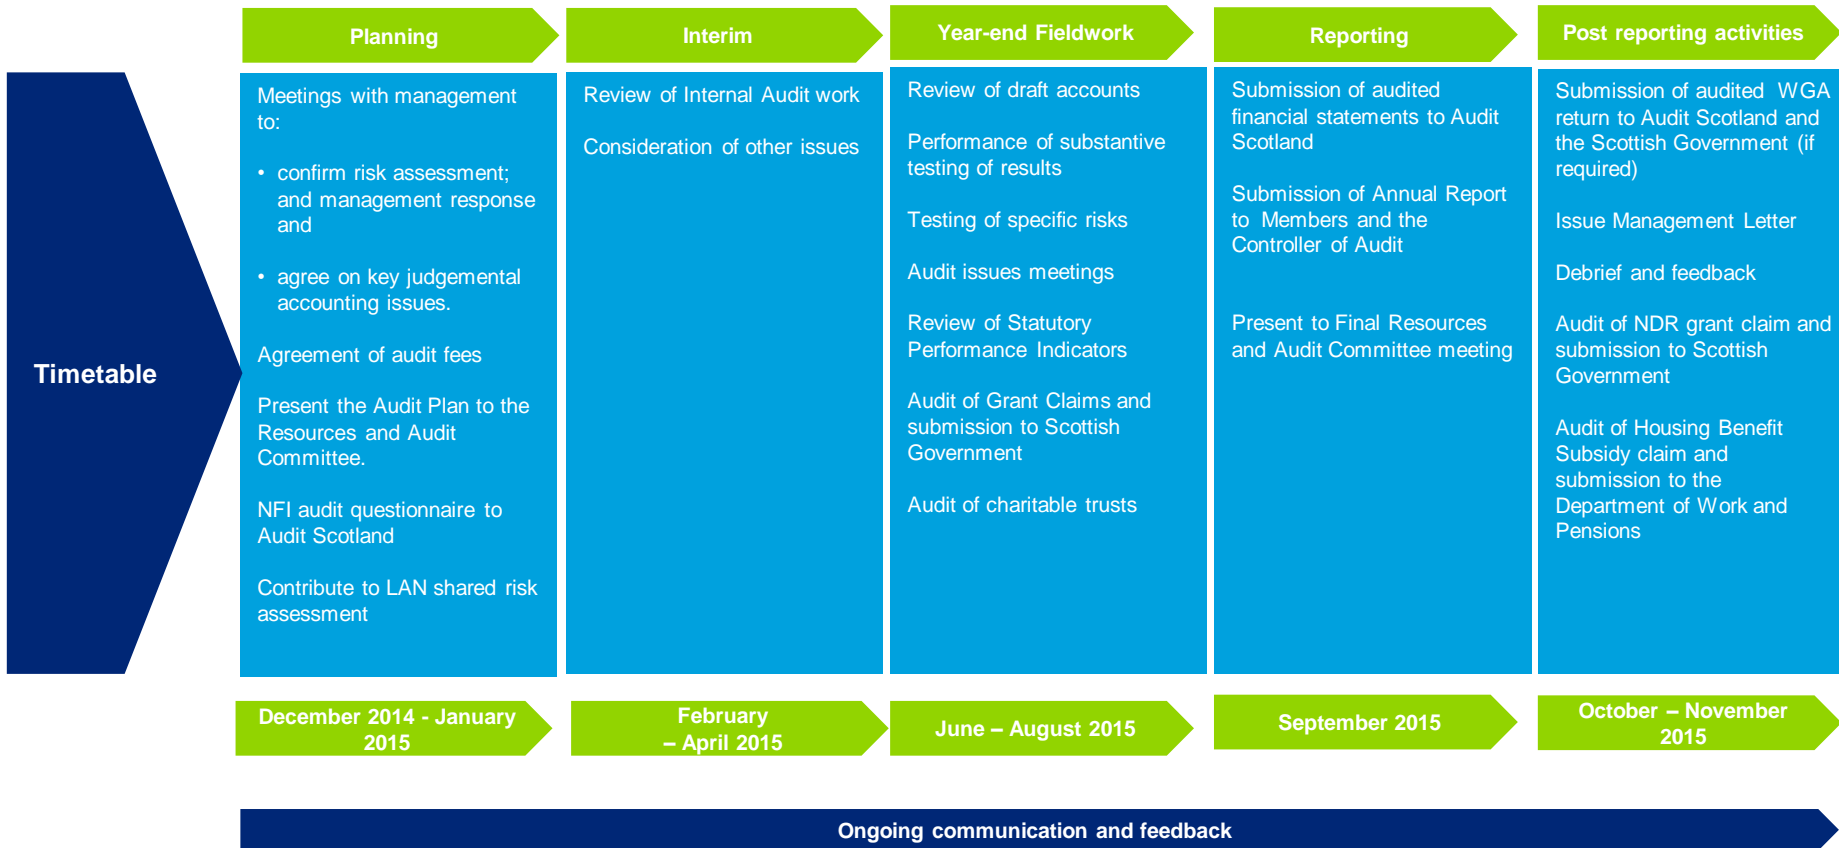 Planning
Interim
Year-end Fieldwork
Reporting
Post reporting activities
Timetable
Meetings with management
to:
• confirm risk assessment;
and management response
and
• agree on key judgemental
accounting issues.
Agreement of audit fees
Present the Audit Plan to the
Resources and Audit
Committee.
NFI audit questionnaire to
Audit Scotland
Contribute to LAN shared risk
assessment
Review of Internal Audit work
Consideration of other issues
Review of draft accounts
Performance of substantive
testing of results
Testing of specific risks
Audit issues meetings
Review of Statutory
Performance Indicators
Audit of Grant Claims and
submission to Scottish
Government
Audit of charitable trusts
Submission of audited
financial statements to Audit
Scotland
Submission of Annual Report
to Members and the
Controller of Audit
Present to Final Resources
and Audit Committee meeting
Submission of audited WGA
return to Audit Scotland and
the Scottish Government (if
required)
Issue Management Letter
Debrief and feedback
Audit of NDR grant claim and
submission to Scottish
Government
Audit of Housing Benefit
Subsidy claim and
submission to the
Department of Work and
Pensions
December 2014 - January
2015
February
– April 2015
June – August 2015
September 2015
October – November
2015
Ongoing communication and feedback